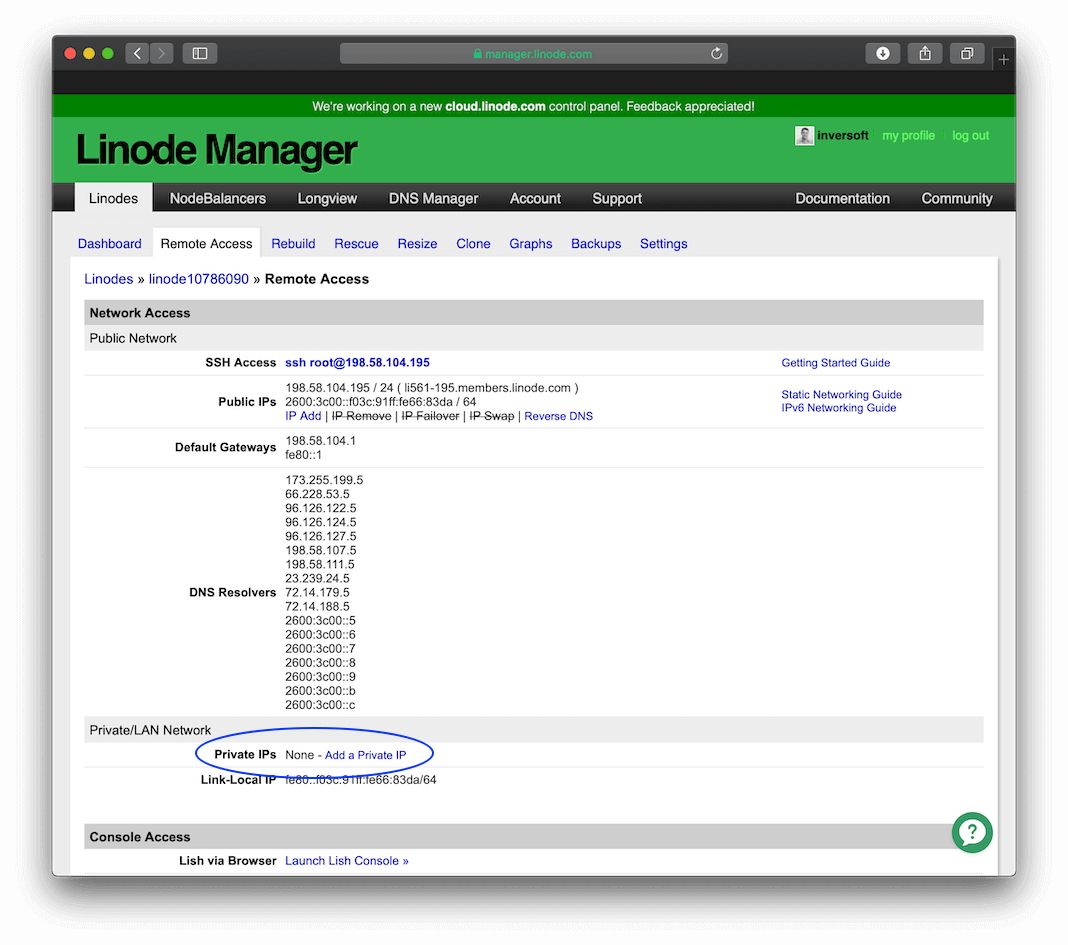 manager.linode.com
We're working on a new cloud.linode.com control panel. Feedback appreciated!
Linode Manager
inversoft my profile log out
Linodes NodeBalancers Longview DNS Manager Account Support Documentation Community
Dashboard Remote Access Rebuild Rescue Resize Clone Graphs Backups Settings
Linodes » linode10786090 » Remote Access
Network Access
Public Network
SSH Access ssh root@198.58.104.195 Getting Started Guide
Public IPs
198.58.104.195 / 24 ( li561-195.members.linode.com )
2600:3c00::f03c:91ff:fe66:83da / 64
IP Add | IP Remove | IP Failover | IP Swap | Reverse DNS
Static Networking Guide
IPv6 Networking Guide
Default Gateways
198.58.104.1
fe80::1
DNS Resolvers
173.255.199.5
66.228.53.5
96.126.122.5
96.126.124.5
96.126.127.5
198.58.107.5
198.58.111.5
23.239.24.5
72.14.179.5
72.14.188.5
2600:3c00::5
2600:3c00::6
2600:3c00::7
2600:3c00::8
2600:3c00::9
2600:3c00::b
2600:3c00::c
Private/LAN Network
Private IPs None - Add a Private IP
Link-Local IP fe80::f03c:91ff:fe66:83da/64
Console Access
Lish via Browser Launch Lish Console »